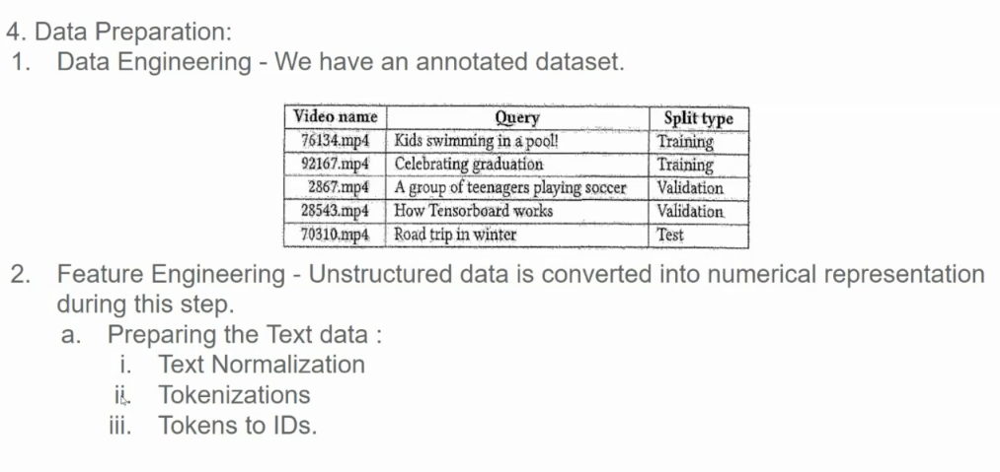 4. Data Preparation:
1. Data Engineering - We have an annotated dataset.
Video name Query Split type
76134.mp4 Kids swimming in a pool! Training
92167.mp4 Celebrating graduation Training
2867.mp4 A group of teenagers playing soccer Validation
28543.mp4 How Tensorboard works Validation
70310.mp4 Road trip in winter Test
2. Feature Engineering - Unstructured data is converted into numerical representation
during this step.
a. Preparing the Text data :
i. Text Normalization
ii. Tokenizations
iii. Tokens to IDs.